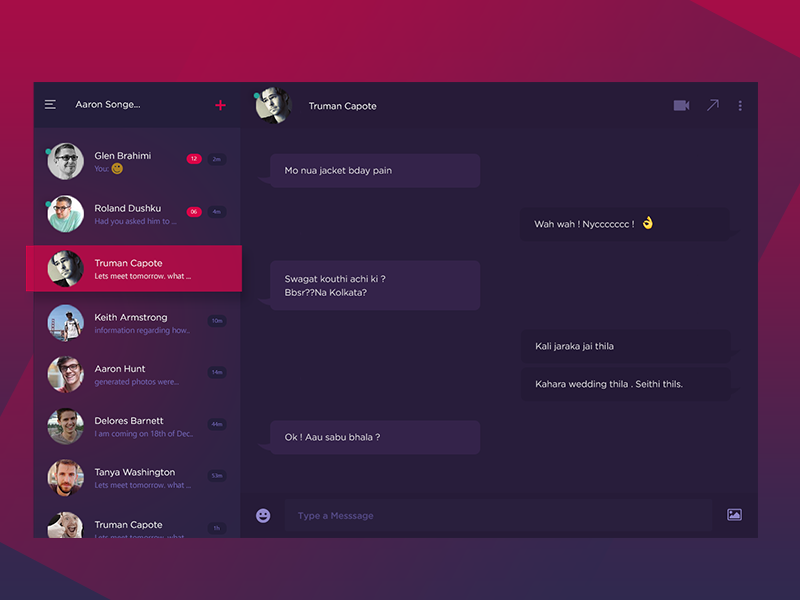 Aaron Songe...
Glen Brahimi
You: 😉
12
2m
Roland Dushku
Had you asked him to ...
06
4m
Truman Capote
Lets meet tomorrow. what ...
Keith Armstrong
information regarding how..
10m
Aaron Hunt
generated photos were...
14m
Delores Barnett
I am coming on 18th of Dec..
44m
Tanya Washington
Lets meet tomorrow. what ...
53m
Truman Capote
Lets meet tomorrow. what
1h
Truman Capote
Mo nua jacket bday pain
Wah wah ! Nyccccccc ! 👌
Swagat kouthi achi ki ?
Bbsr??Na Kolkata?
Kali jaraka jai thila
Kahara wedding thila . Seithi thils.
Ok ! Aau sabu bhala ?
Type a Messsage